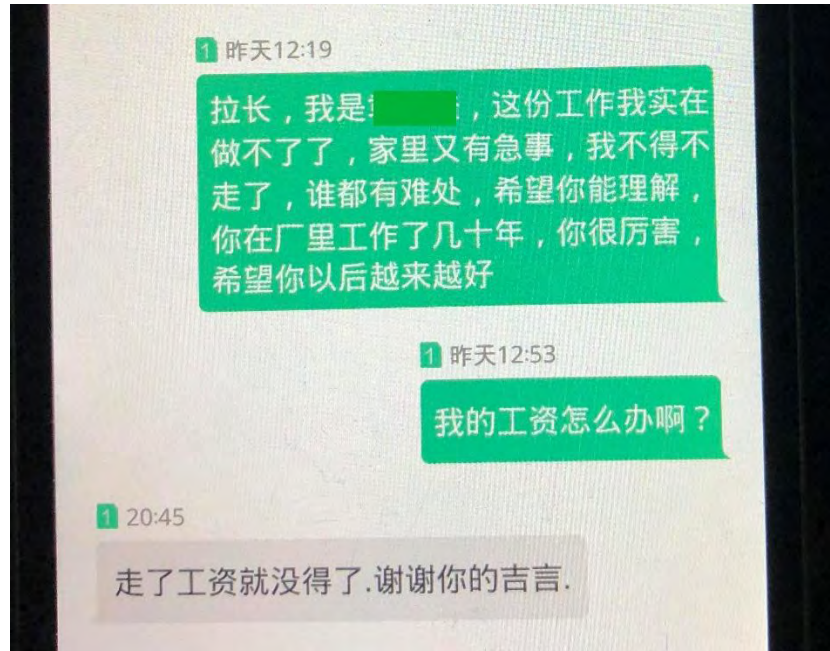 1 昨天12:19
拉长，我是，这份工作我实在
做不了了，家里又有急事，我不得不
走了，谁都有难处，希望你能理解，
你在厂里工作了几十年，你很厉害，
希望你以后越来越好
1 昨天12:53
我的工资怎么办啊？
1 20:45
走了工资就没得了.谢谢你的吉言.